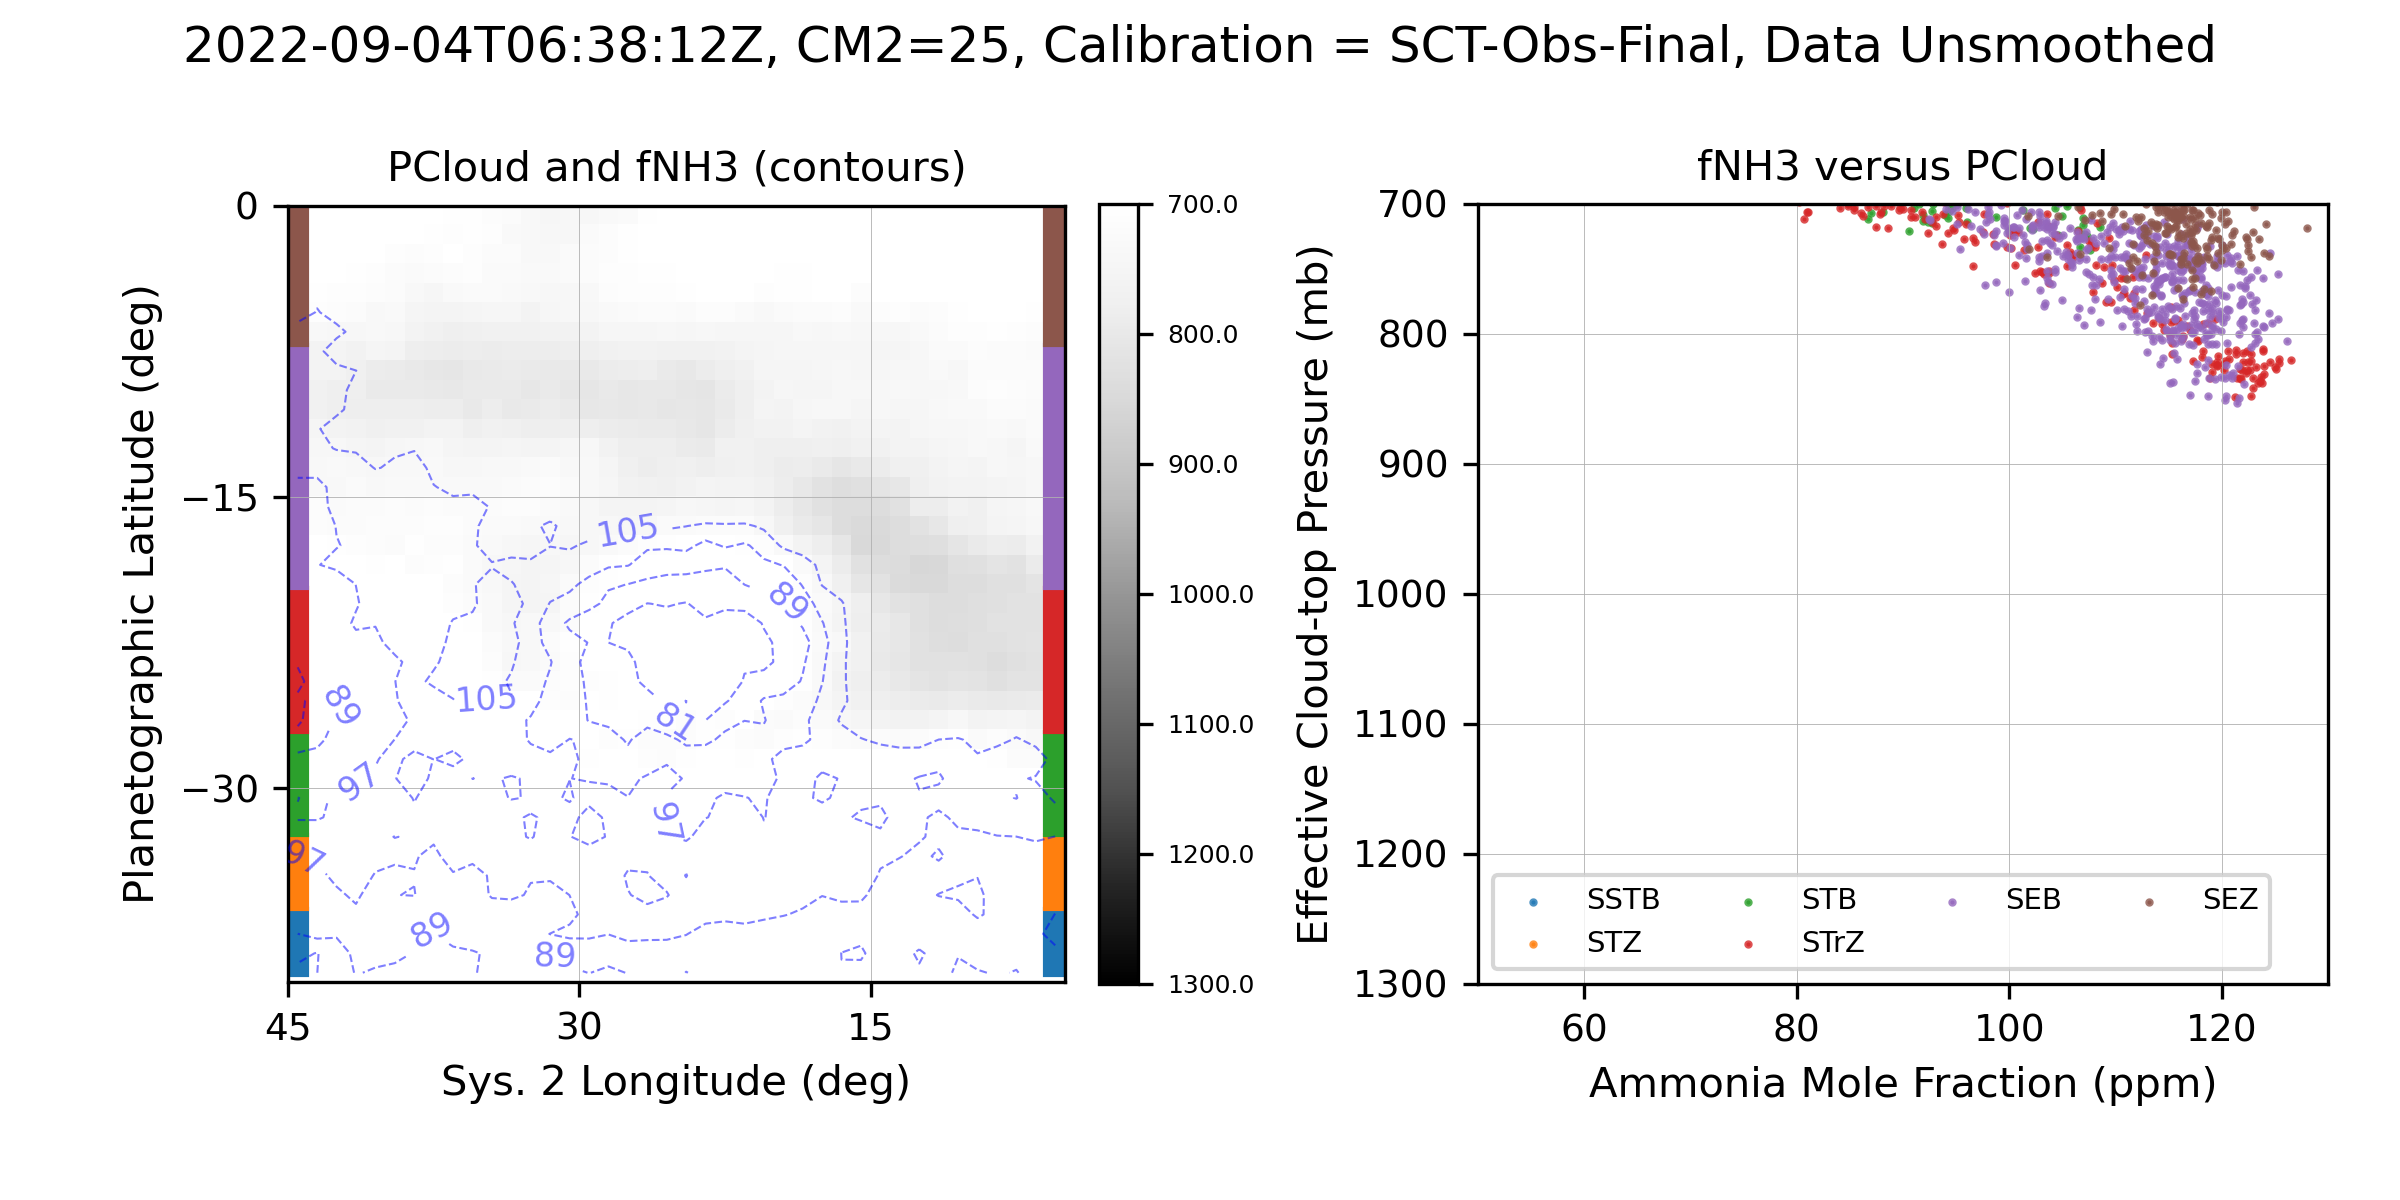 2022-09-04T06:38:12Z, CM2=25, Calibration = SCT-Obs-Final, Data Unsmoothed
PCloud and fNH3 (contours)
Planetographic Latitude (deg)
0
−15
−30
105
89
89
105
81
97
97
97
89
89
45
30
15
Sys. 2 Longitude (deg)
700.0
800.0
900.0
1000.0
1100.0
1200.0
1300.0
fNH3 versus PCloud
Effective Cloud-top Pressure (mb)
700
800
900
1000
1100
1200
1300
SSTB
STB
SEB
SEZ
STZ
STrZ
60
80
100
120
Ammonia Mole Fraction (ppm)